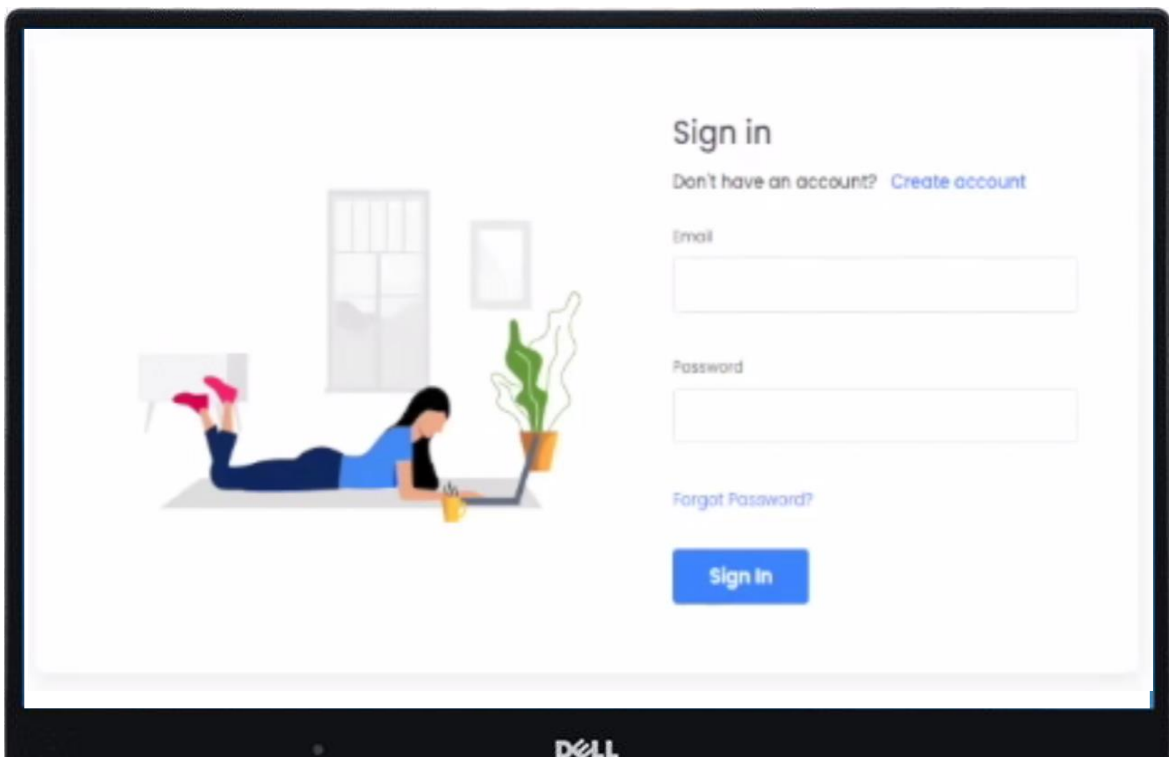 Sign in
Don't have an account? Create account
Email
Password
Forgot Password?
Sign In
DELL